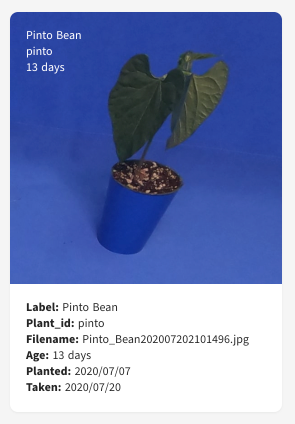 Pinto Bean
pinto
13 days
Label: Pinto Bean
Plant_id: pinto
Filename: Pinto_Bean202007202101496.jpg
Age: 13 days
Planted: 2020/07/07
Taken: 2020/07/20